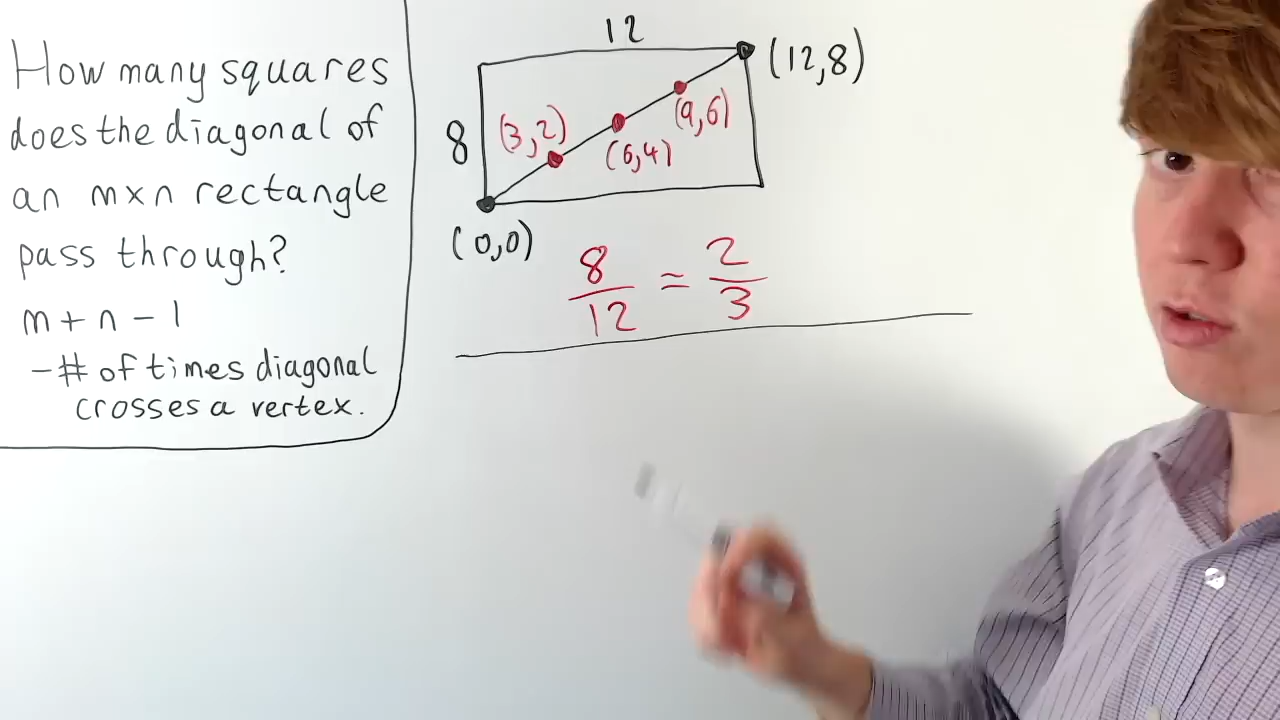 How many squares
does the diagonal of
an m×n rectangle
pass through?
m + n - 1
- # of times diagonal
crosses a vertex.
12
(12,8)
(9,6)
(3,2)
(6,4)
8
(0,0)
8/12 = 2/3